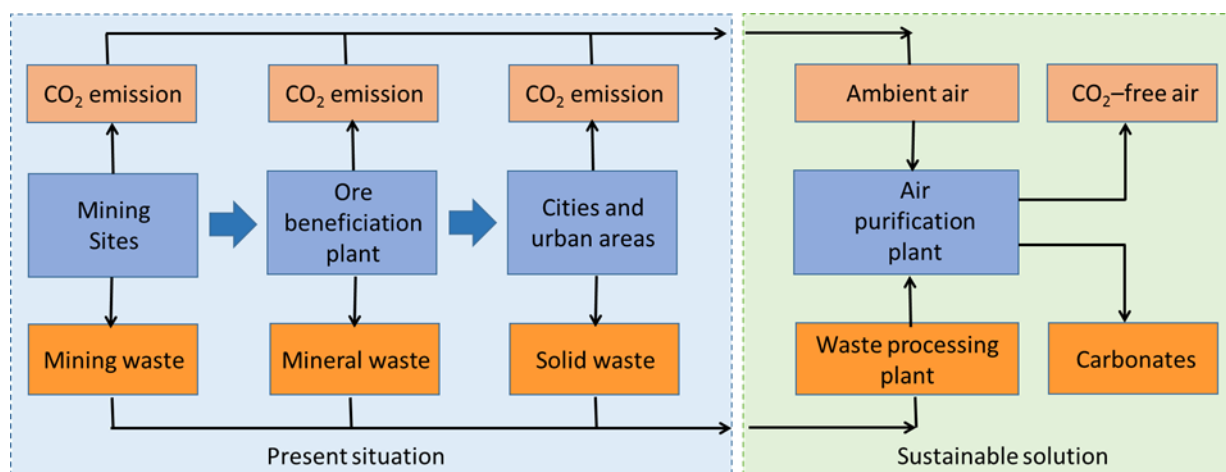 CO₂ emission
CO₂ emission
CO₂ emission
Mining
Sites
Ore
beneficiation
plant
Cities and
urban areas
Mining waste
Mineral waste
Solid waste
Present situation
Ambient air
CO₂–free air
Air
purification
plant
Waste processing
plant
Carbonates
Sustainable solution